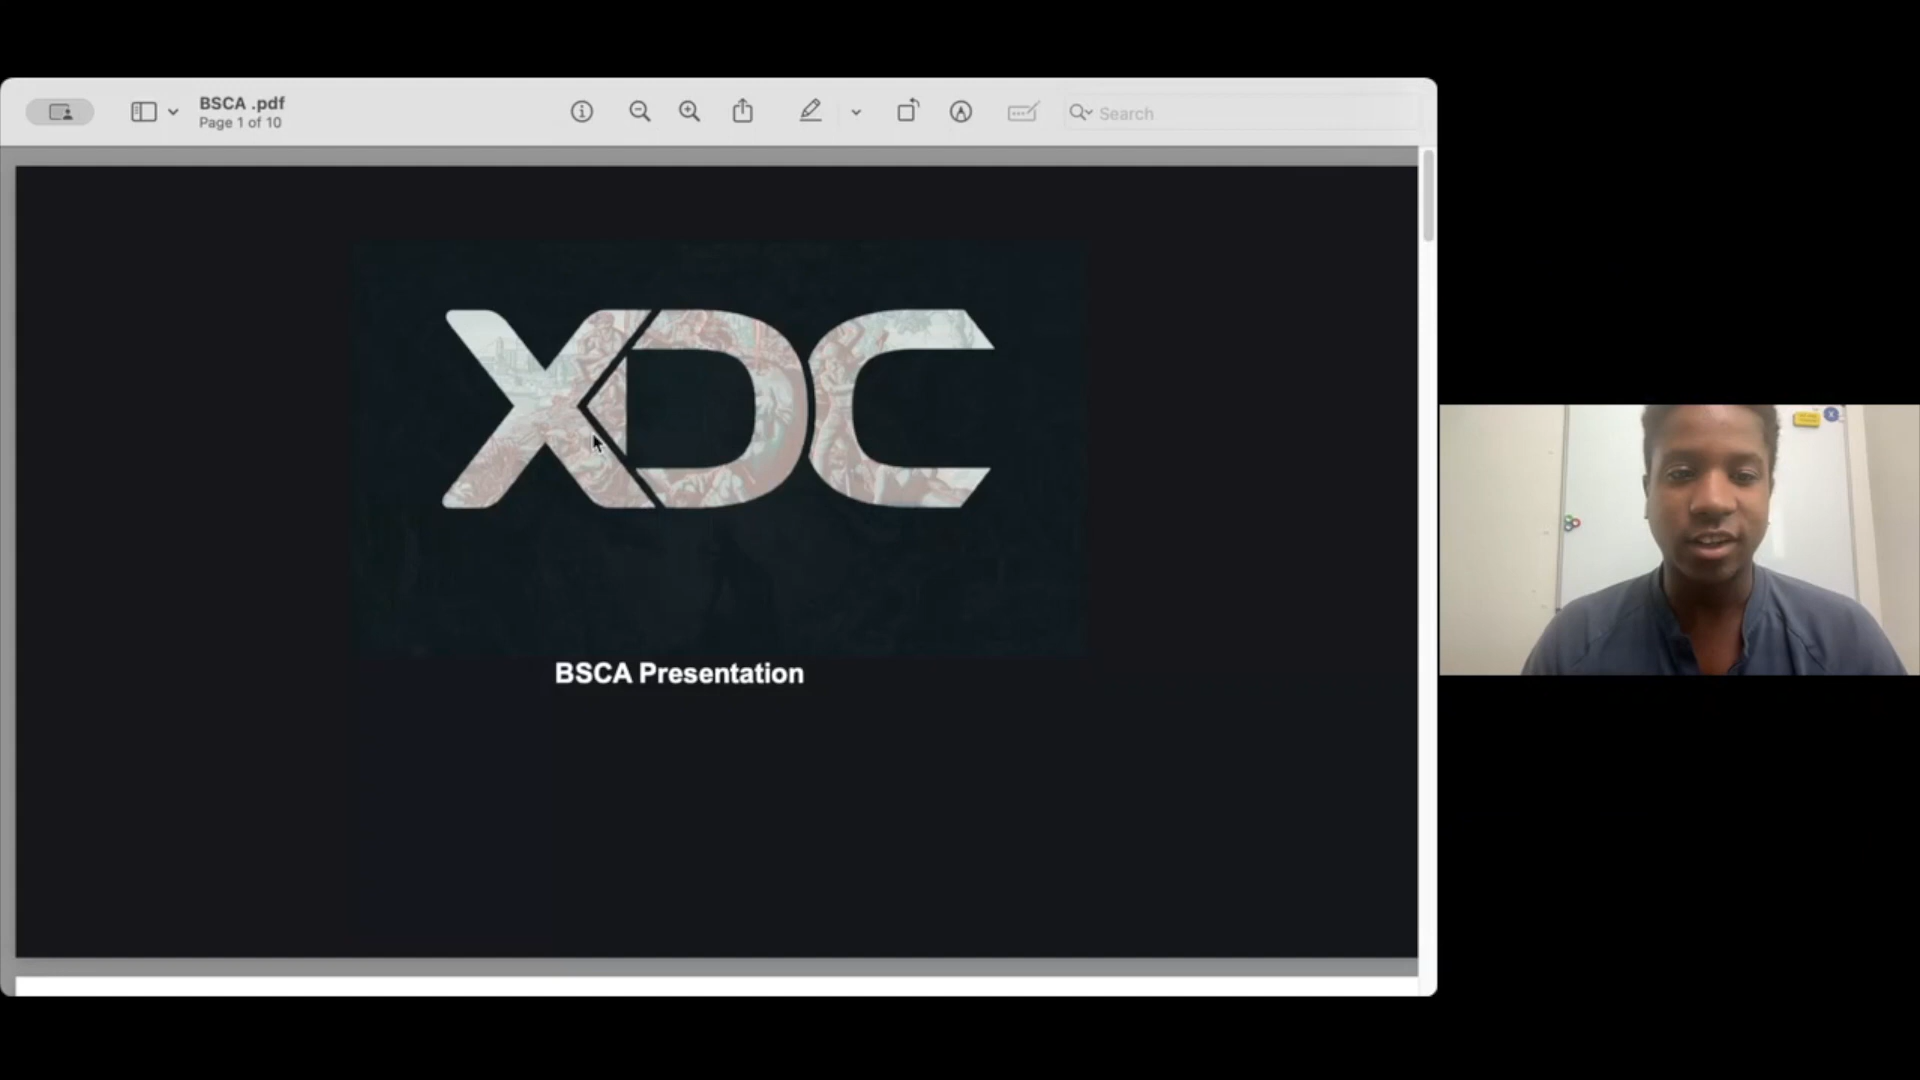 BSCA .pdf
Page 1 of 10
Search
XDC
BSCA Presentation